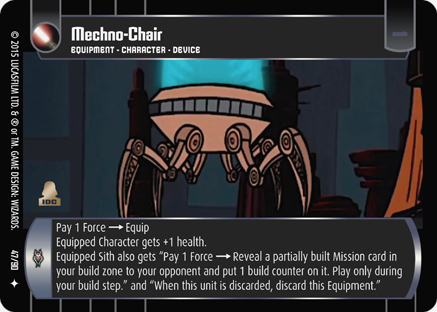 Mechno-Chair
EQUIPMENT • CHARACTER • DEVICE
© 2015 LUCASFILM LTD. & ® or TM. GAME DESIGN, WIZARDS.
IDC
Pay 1 Force → Equip
Equipped Character gets +1 health.
Equipped Sith also gets "Pay 1 Force → Reveal a partially built Mission card in
your build zone to your opponent and put 1 build counter on it. Play only during
your build step." and "When this unit is discarded, discard this Equipment."